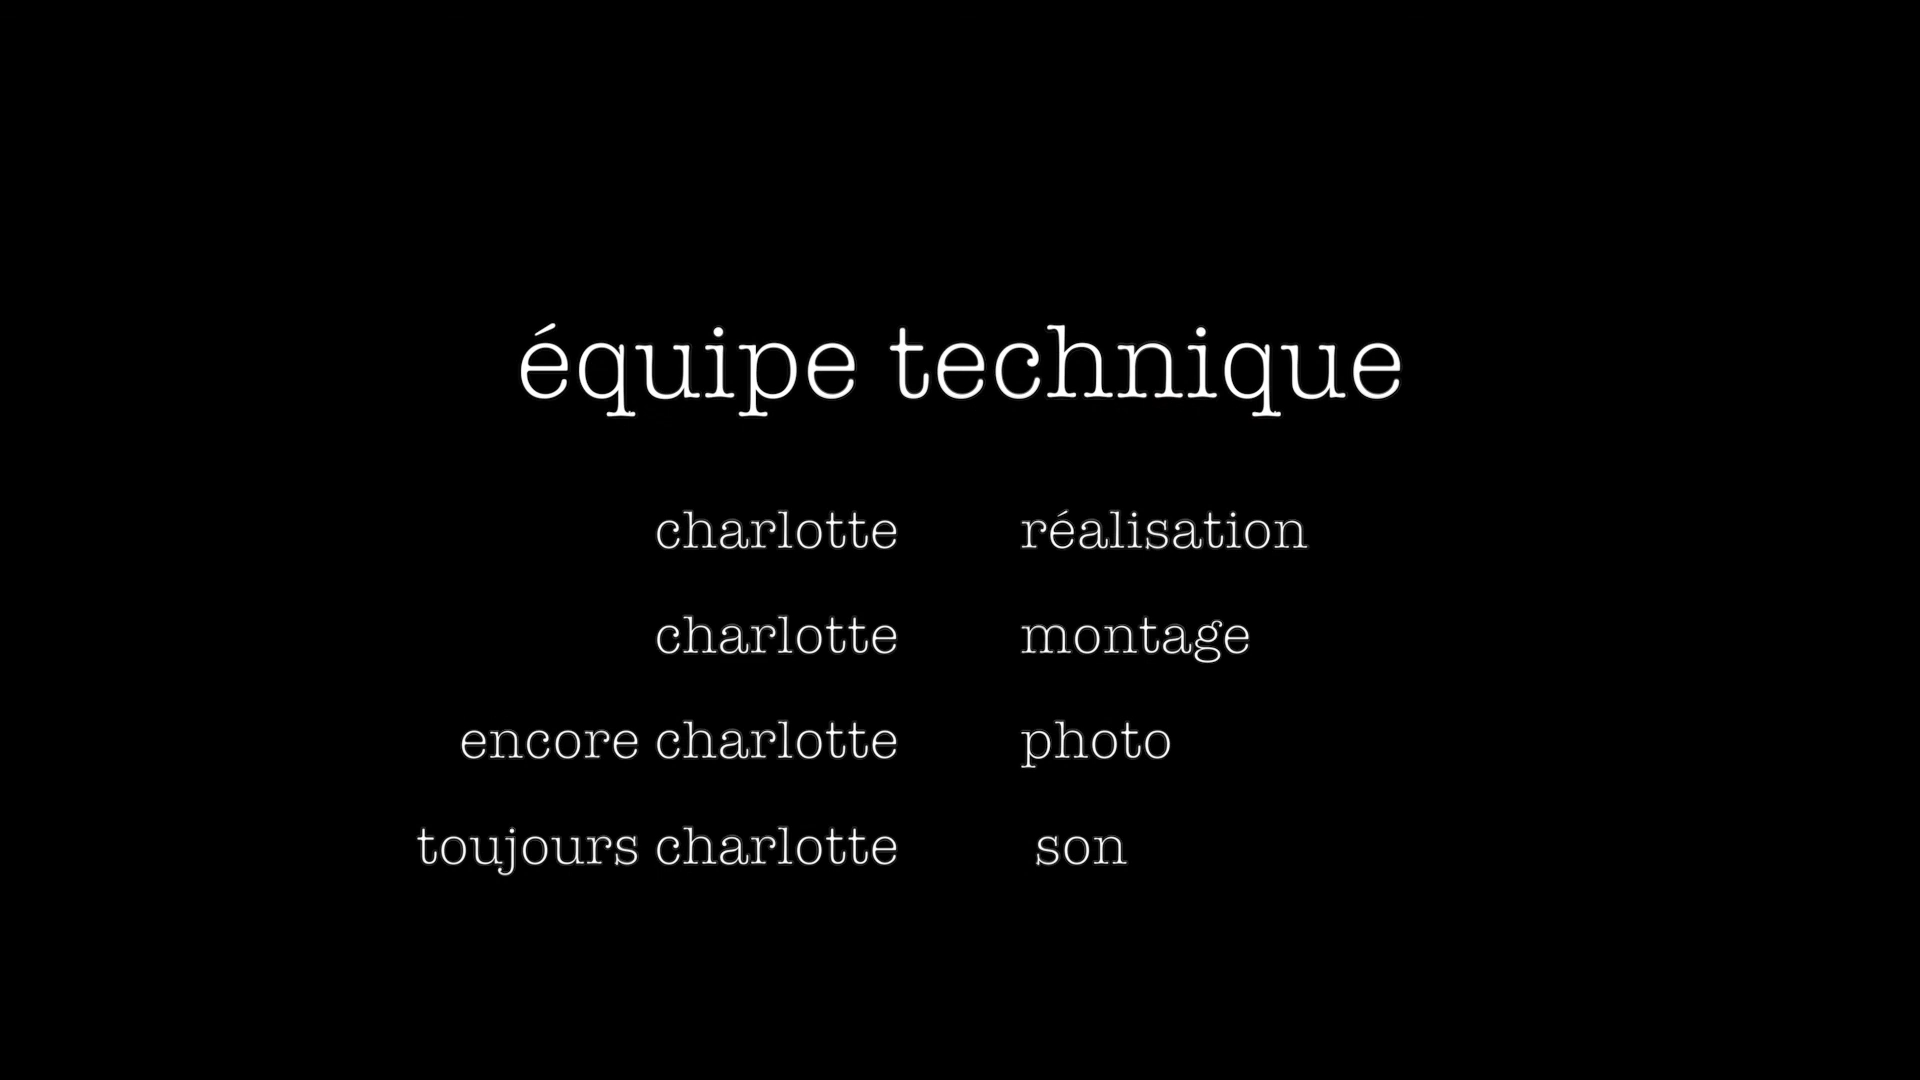 équipe technique
charlotte réalisation
charlotte montage
encore charlotte photo
toujours charlotte son